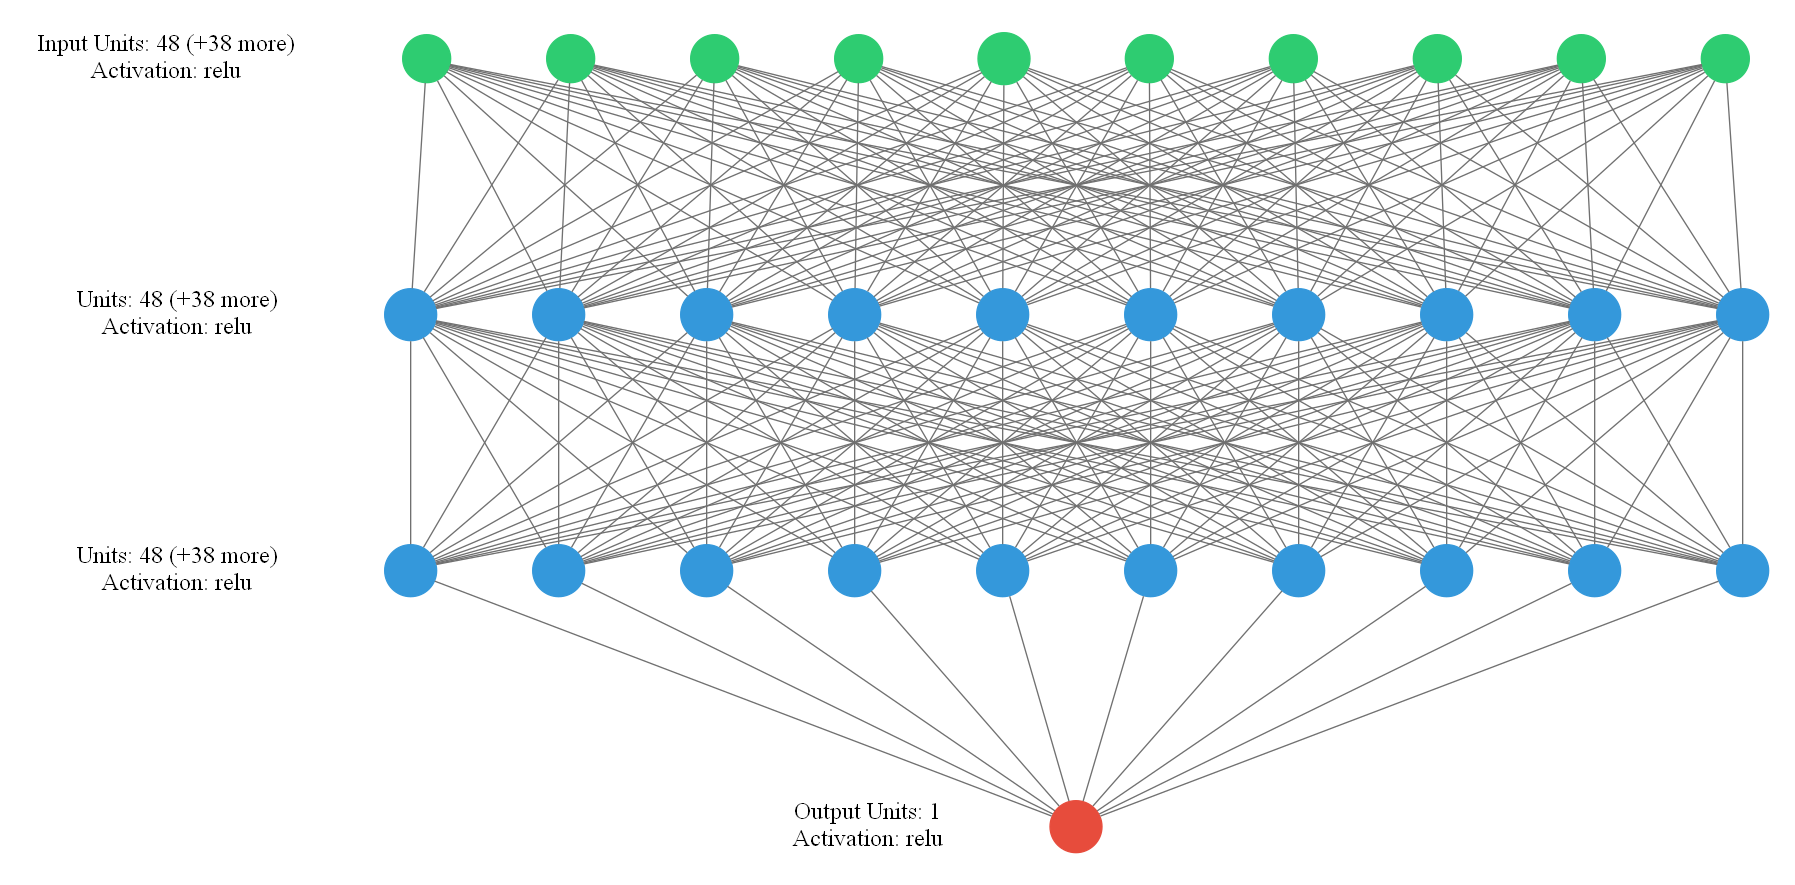 Input Units: 48 (+38 more)
Activation: relu
Units: 48 (+38 more)
Activation: relu
Units: 48 (+38 more)
Activation: relu
Output Units: 1
Activation: relu